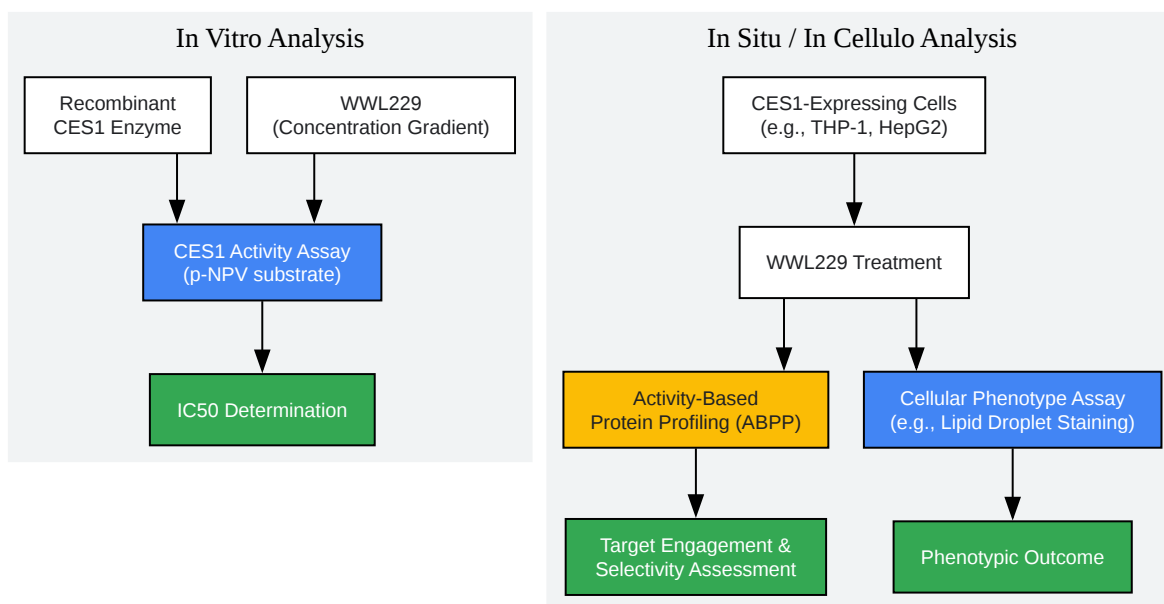 In Vitro Analysis
Recombinant
CES1 Enzyme
WWL229
(Concentration Gradient)
CES1 Activity Assay
(p-NPV substrate)
IC50 Determination
In Situ / In Cellulo Analysis
CES1-Expressing Cells
(e.g., THP-1, HepG2)
WWL229 Treatment
Activity-Based
Protein Profiling (ABPP)
Cellular Phenotype Assay
(e.g., Lipid Droplet Staining)
Target Engagement &
Selectivity Assessment
Phenotypic Outcome